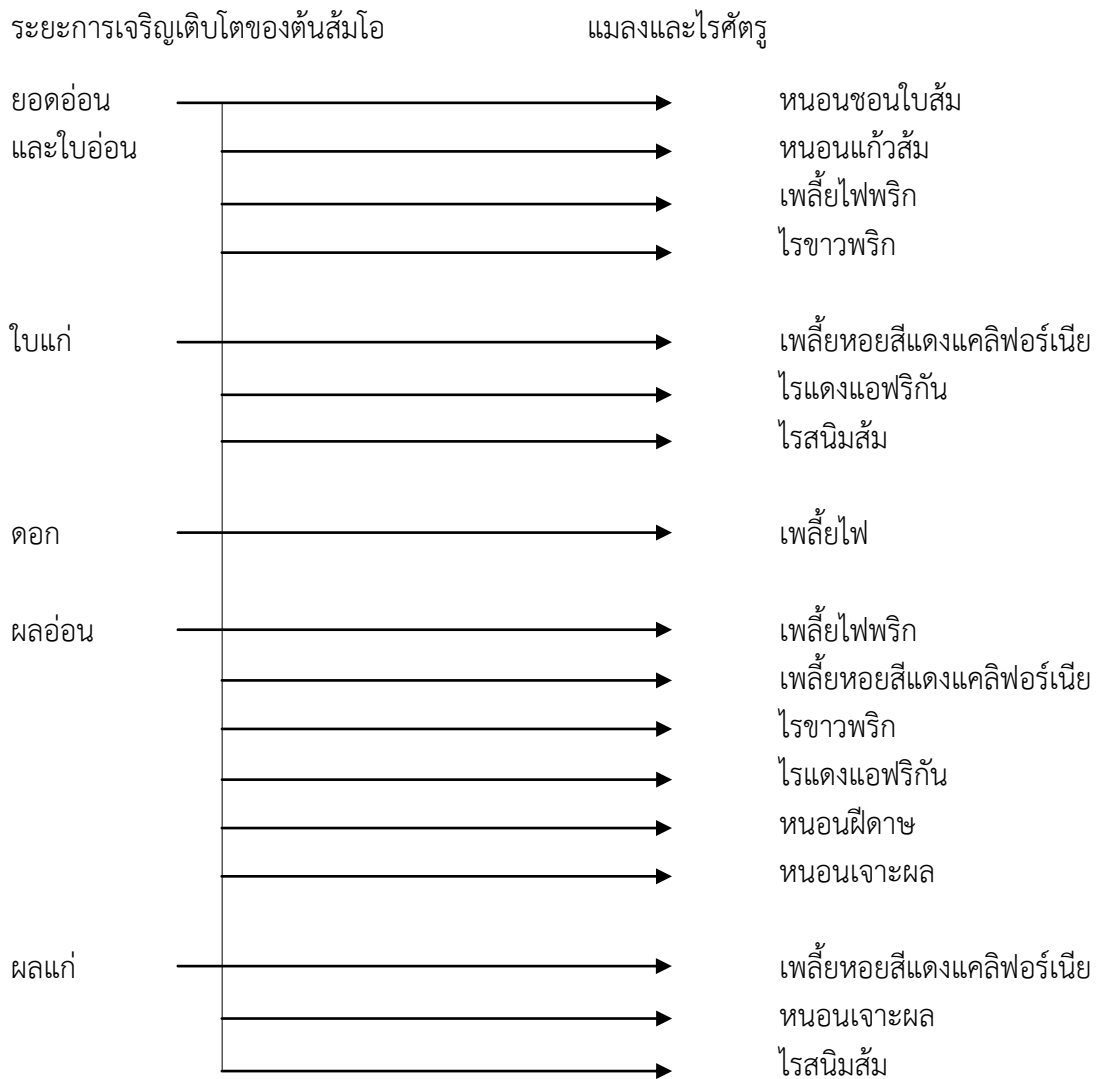 ระยะการเจริญเติบโตของต้นส้มโอ แมลงและไรศัตรู
ยอดอ่อน หนอนชอนใบส้ม
และใบอ่อน หนอนแก้วส้ม
เพลี้ยไฟพริก
ไรขาวพริก
ใบแก่ เพลี้ยหอยสีแดงแคลิฟอร์เนีย
ไรแดงแอฟริกัน
ไรสนิมส้ม
ดอก เพลี้ยไฟ
ผลอ่อน เพลี้ยไฟพริก
เพลี้ยหอยสีแดงแคลิฟอร์เนีย
ไรขาวพริก
ไรแดงแอฟริกัน
หนอนฝีดาษ
หนอนเจาะผล
ผลแก่ เพลี้ยหอยสีแดงแคลิฟอร์เนีย
หนอนเจาะผล
ไรสนิมส้ม